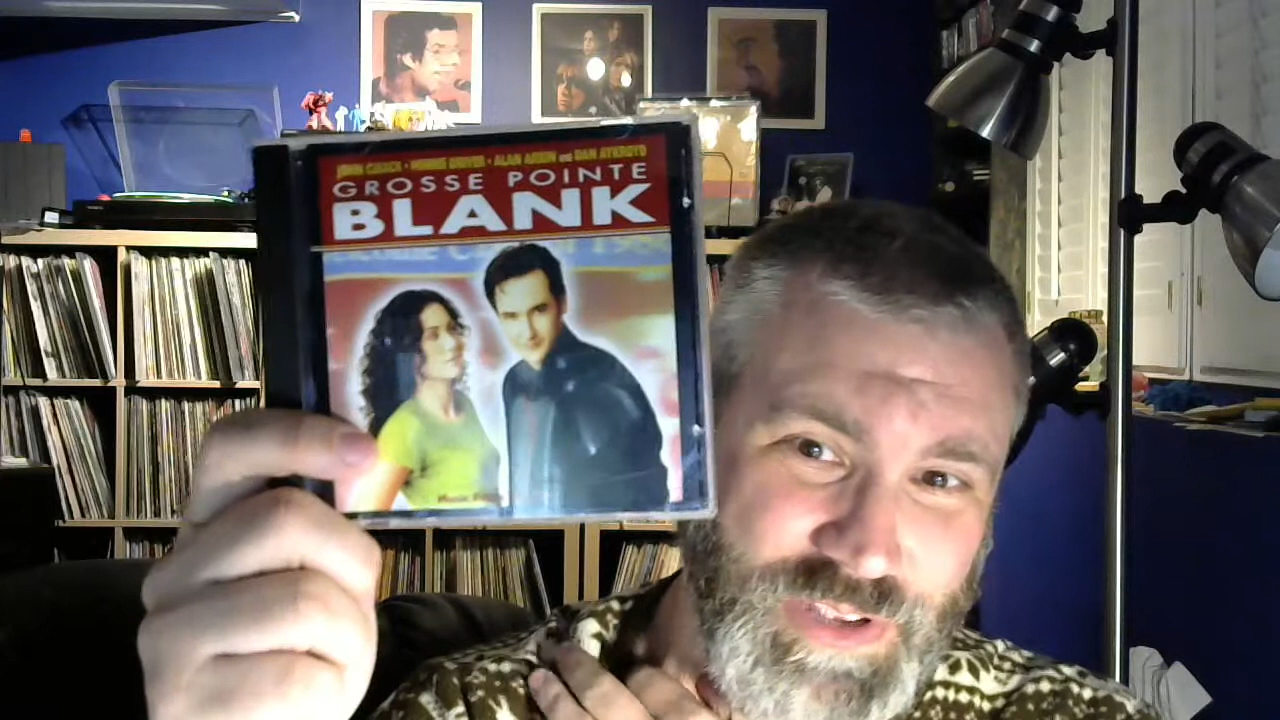 JOHN CUSACK • MINNIE DRIVER • ALAN ARKIN and DAN AYKROYD
GROSSE POINTE
BLANK